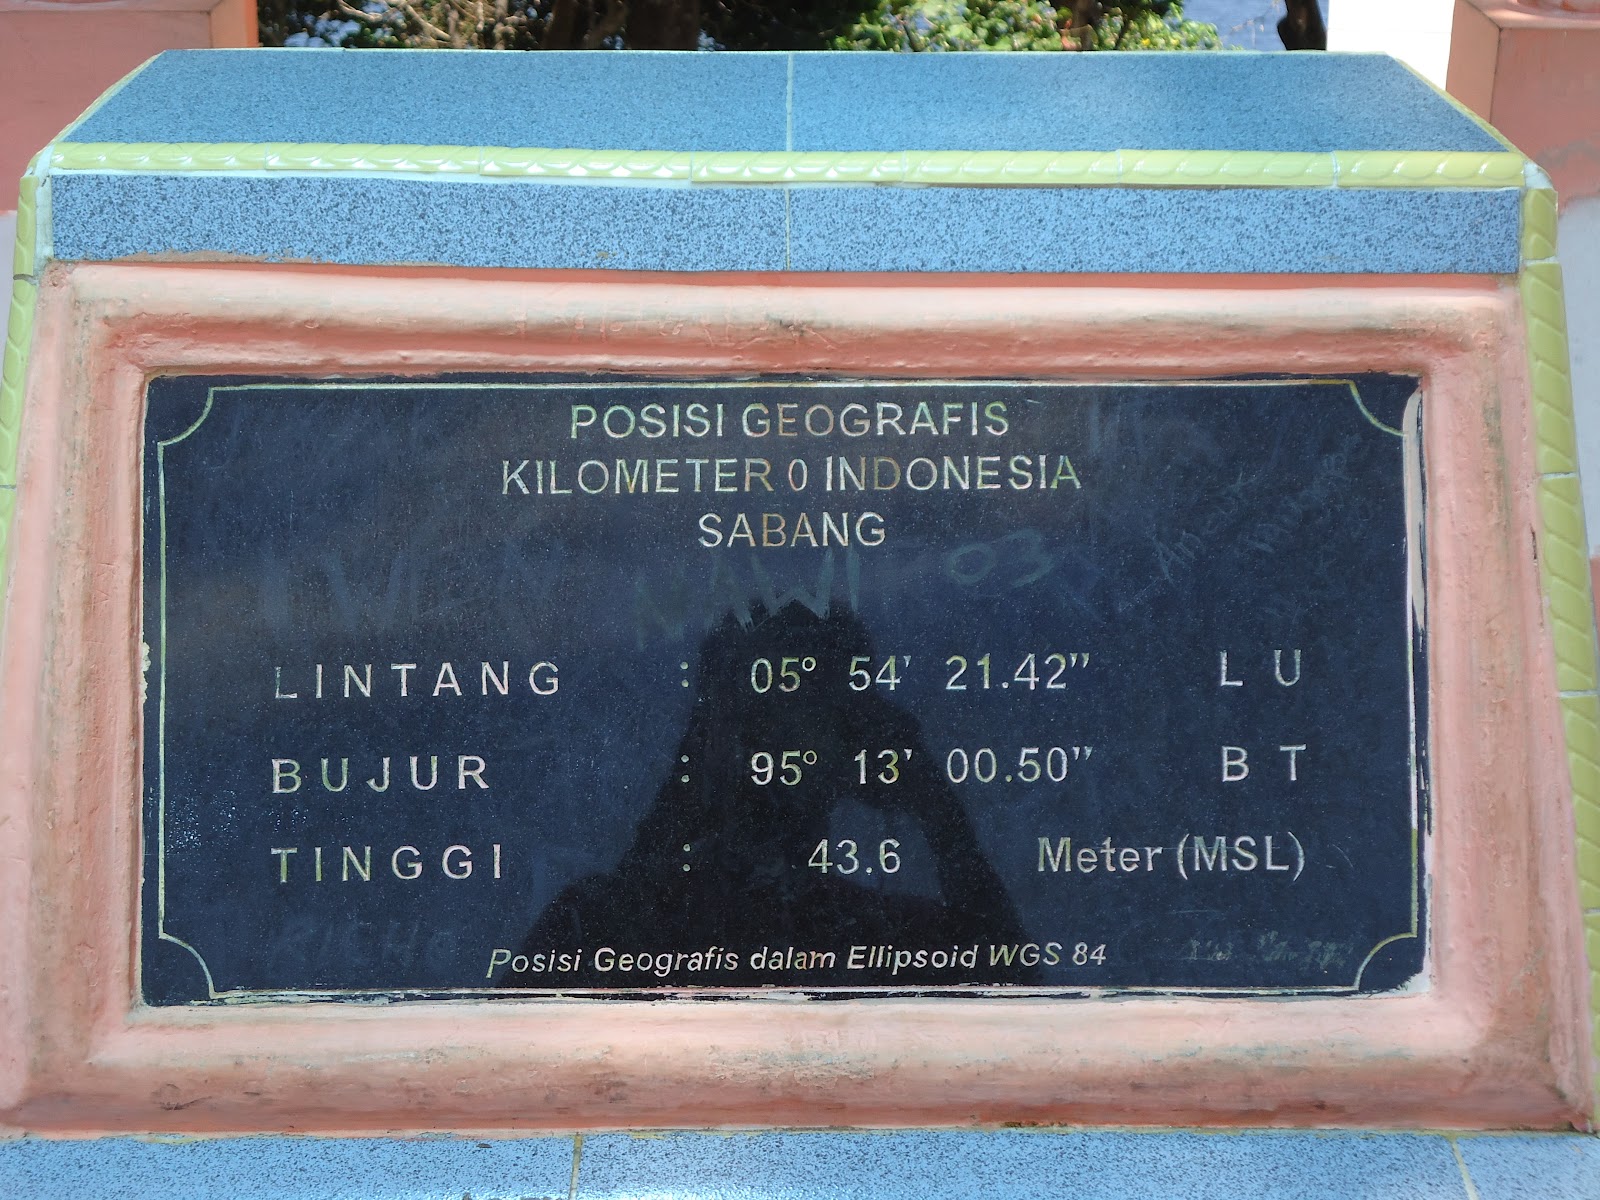 POSISI GEOGRAFIS
KILOMETER 0 INDONESIA
SABANG
LINTANG : 05° 54' 21.42" L U
BUJUR : 95° 13' 00.50" B T
TINGGI : 43.6 Meter (MSL)
Posisi Geografis dalam Ellipsoid WGS 84